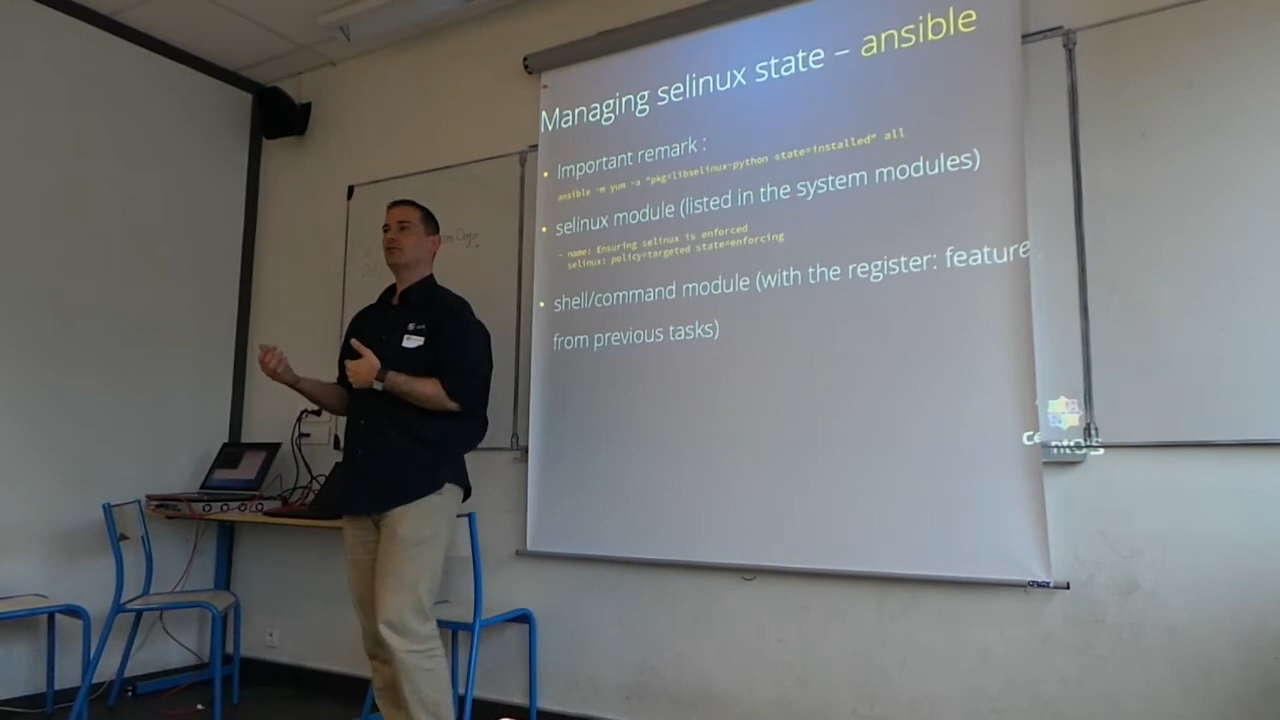 Managing selinux state – ansible
• Important remark :
ansible -m yum -a "pkg=libselinux-python state=installed" all
• selinux module (listed in the system modules)
- name: Ensuring selinux is enforced
selinux: policy=targeted state=enforcing
• shell/command module (with the register: feature
from previous tasks)
CentOS